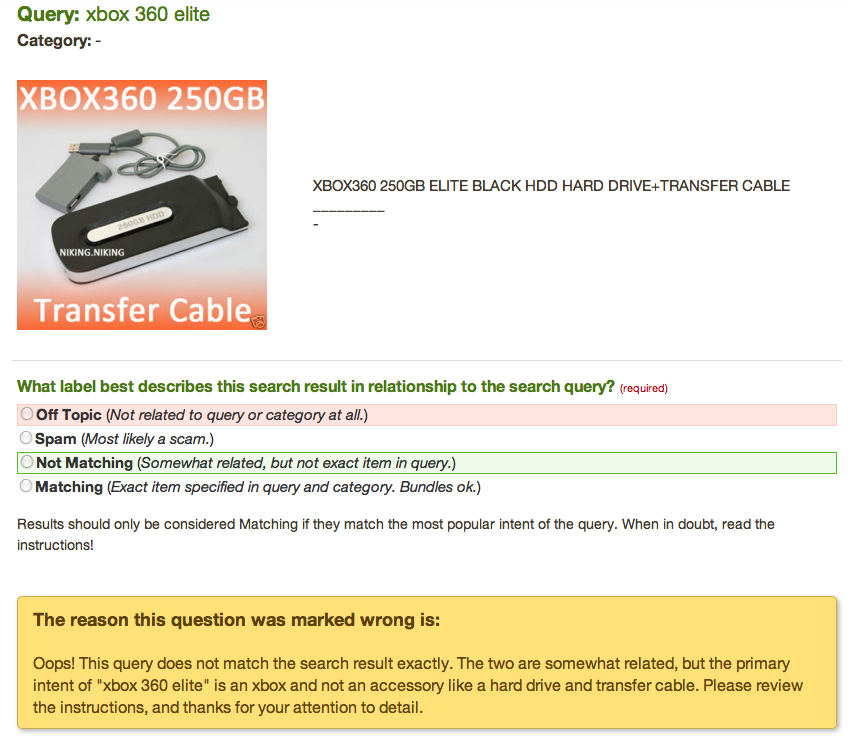 Query: xbox 360 elite
Category: -
XBOX360 250GB
250GB HDD
NIKING.NIKING
Transfer Cable
XBOX360 250GB ELITE BLACK HDD HARD DRIVE+TRANSFER CABLE
_________
-
What label best describes this search result in relationship to the search query? (required)
Off Topic (Not related to query or category at all.)
Spam (Most likely a scam.)
Not Matching (Somewhat related, but not exact item in query.)
Matching (Exact item specified in query and category. Bundles ok.)
Results should only be considered Matching if they match the most popular intent of the query. When in doubt, read the
instructions!
The reason this question was marked wrong is:
Oops! This query does not match the search result exactly. The two are somewhat related, but the primary
intent of "xbox 360 elite" is an xbox and not an accessory like a hard drive and transfer cable. Please review
the instructions, and thanks for your attention to detail.